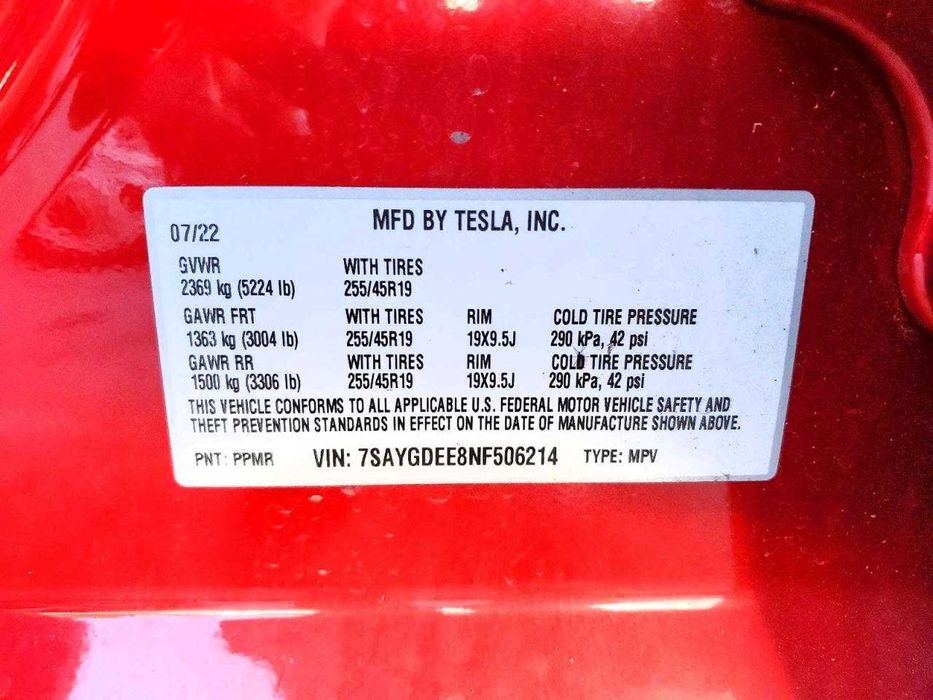 07/22 MFD BY TESLA, INC.
GVWR WITH TIRES
2369 kg (5224 lb) 255/45R19
GAWR FRT WITH TIRES RIM COLD TIRE PRESSURE
1363 kg (3004 lb) 255/45R19 19X9.5J 290 kPa, 42 psi
GAWR RR WITH TIRES RIM COLD TIRE PRESSURE
1500 kg (3306 lb) 255/45R19 19X9.5J 290 kPa, 42 psi
THIS VEHICLE CONFORMS TO ALL APPLICABLE U.S. FEDERAL MOTOR VEHICLE SAFETY AND
THEFT PREVENTION STANDARDS IN EFFECT ON THE DATE OF MANUFACTURE SHOWN ABOVE.
PNT: PPMR VIN: 7SAYGDEE8NF506214 TYPE: MPV